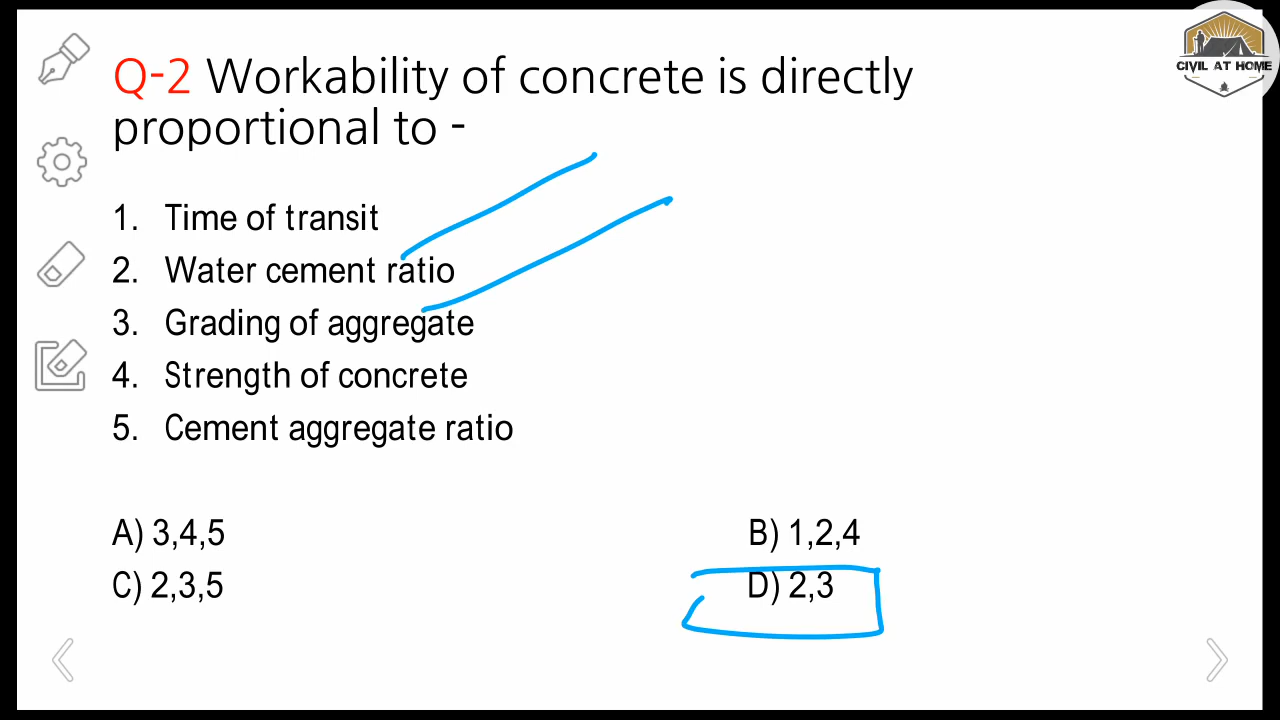 CIVIL AT HOME
Q-2 Workability of concrete is directly
proportional to -
1. Time of transit
2. Water cement ratio
3. Grading of aggregate
4. Strength of concrete
5. Cement aggregate ratio
A) 3,4,5
B) 1,2,4
C) 2,3,5
D) 2,3